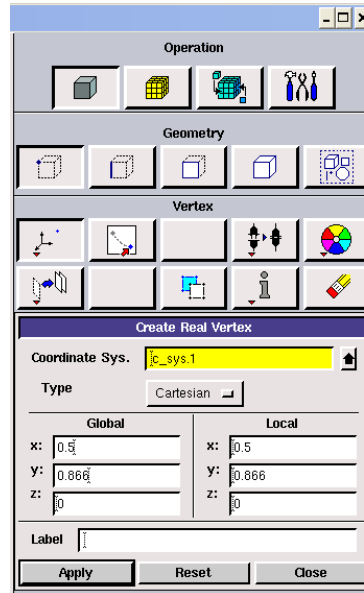 Operation
Geometry
Vertex
Create Real Vertex
Coordinate Sys. c_sys.1
Type Cartesian
Global Local
x: 0.5 x: 0.5
y: 0.866 y: 0.866
z: 0 z: 0
Label
Apply Reset Close